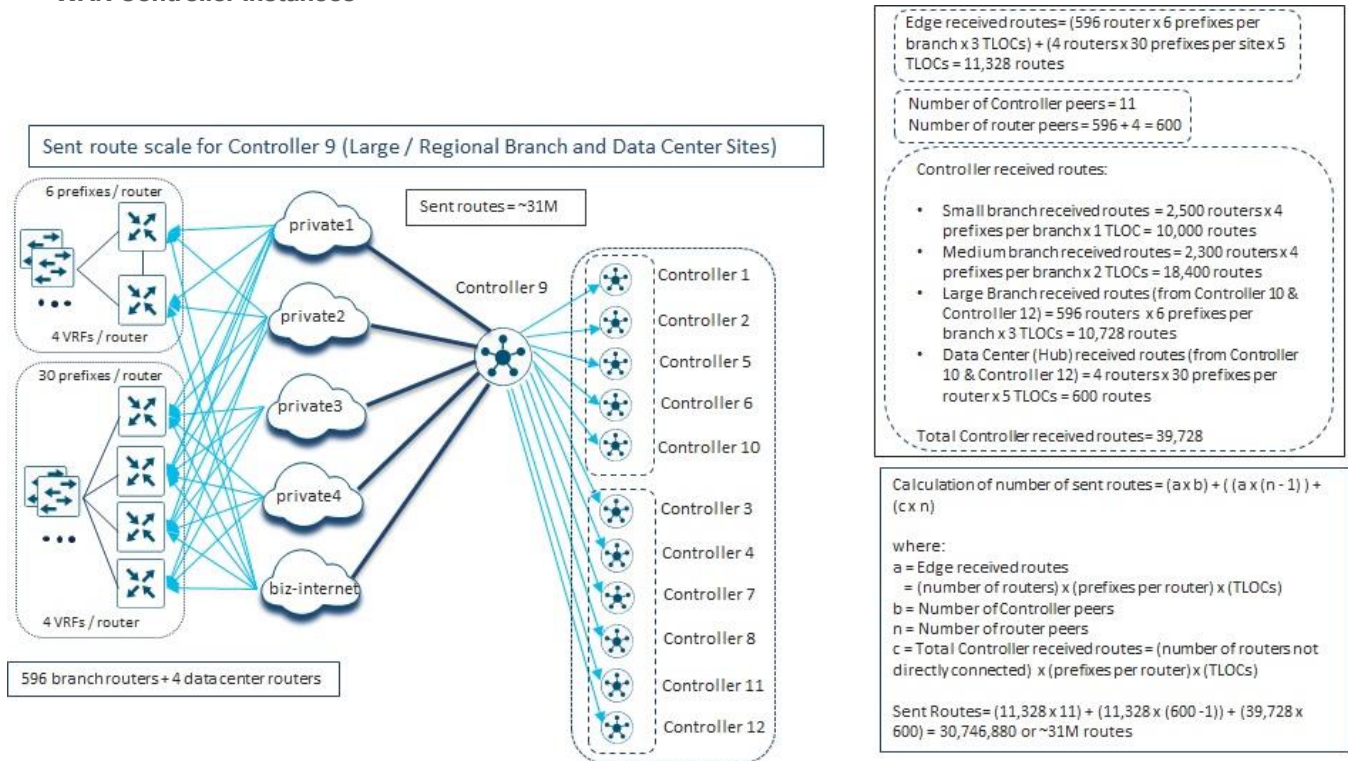 WAN Controller Instances
Sent route scale for Controller 9 (Large / Regional Branch and Data Center Sites)
6 prefixes / router
4 VRFs / router
30 prefixes / router
4 VRFs / router
596 branch routers + 4 data center routers
private1
private2
private3
private4
biz-internet
Sent routes = ~31M
Controller 9
Controller 1
Controller 2
Controller 5
Controller 6
Controller 10
Controller 3
Controller 4
Controller 7
Controller 8
Controller 11
Controller 12
Edge received routes= (596 router x 6 prefixes per
branch x 3 TLOCs) + (4 routers x 30 prefixes per site x 5
TLOCs = 11,328 routes
Number of Controller peers = 11
Number of router peers = 596 + 4 = 600
Controller received routes:
• Small branch received routes = 2,500 routers x 4
prefixes per branch x 1 TLOC = 10,000 routes
• Medium branch received routes = 2,300 routers x 4
prefixes per branch x 2 TLOCs = 18,400 routes
• Large Branch received routes (from Controller 10 &
Controller 12) = 596 routers x 6 prefixes per
branch x 3 TLOCs = 10,728 routes
• Data Center (Hub) received routes (from Controller
10 & Controller 12) = 4 routers x 30 prefixes per
router x 5 TLOCs = 600 routes
Total Controller received routes= 39,728
Calculation of number of sent routes = (a x b) + ( (a x (n - 1) ) +
(c x n)
where:
a = Edge received routes
= (number of routers) x (prefixes per router) x (TLOCs)
b = Number of Controller peers
n = Number of router peers
c = Total Controller received routes = (number of routers not
directly connected) x (prefixes per router) x (TLOCs)
Sent Routes= (11,328 x 11) + (11,328 x (600 -1)) + (39,728 x
600) = 30,746,880 or ~31M routes